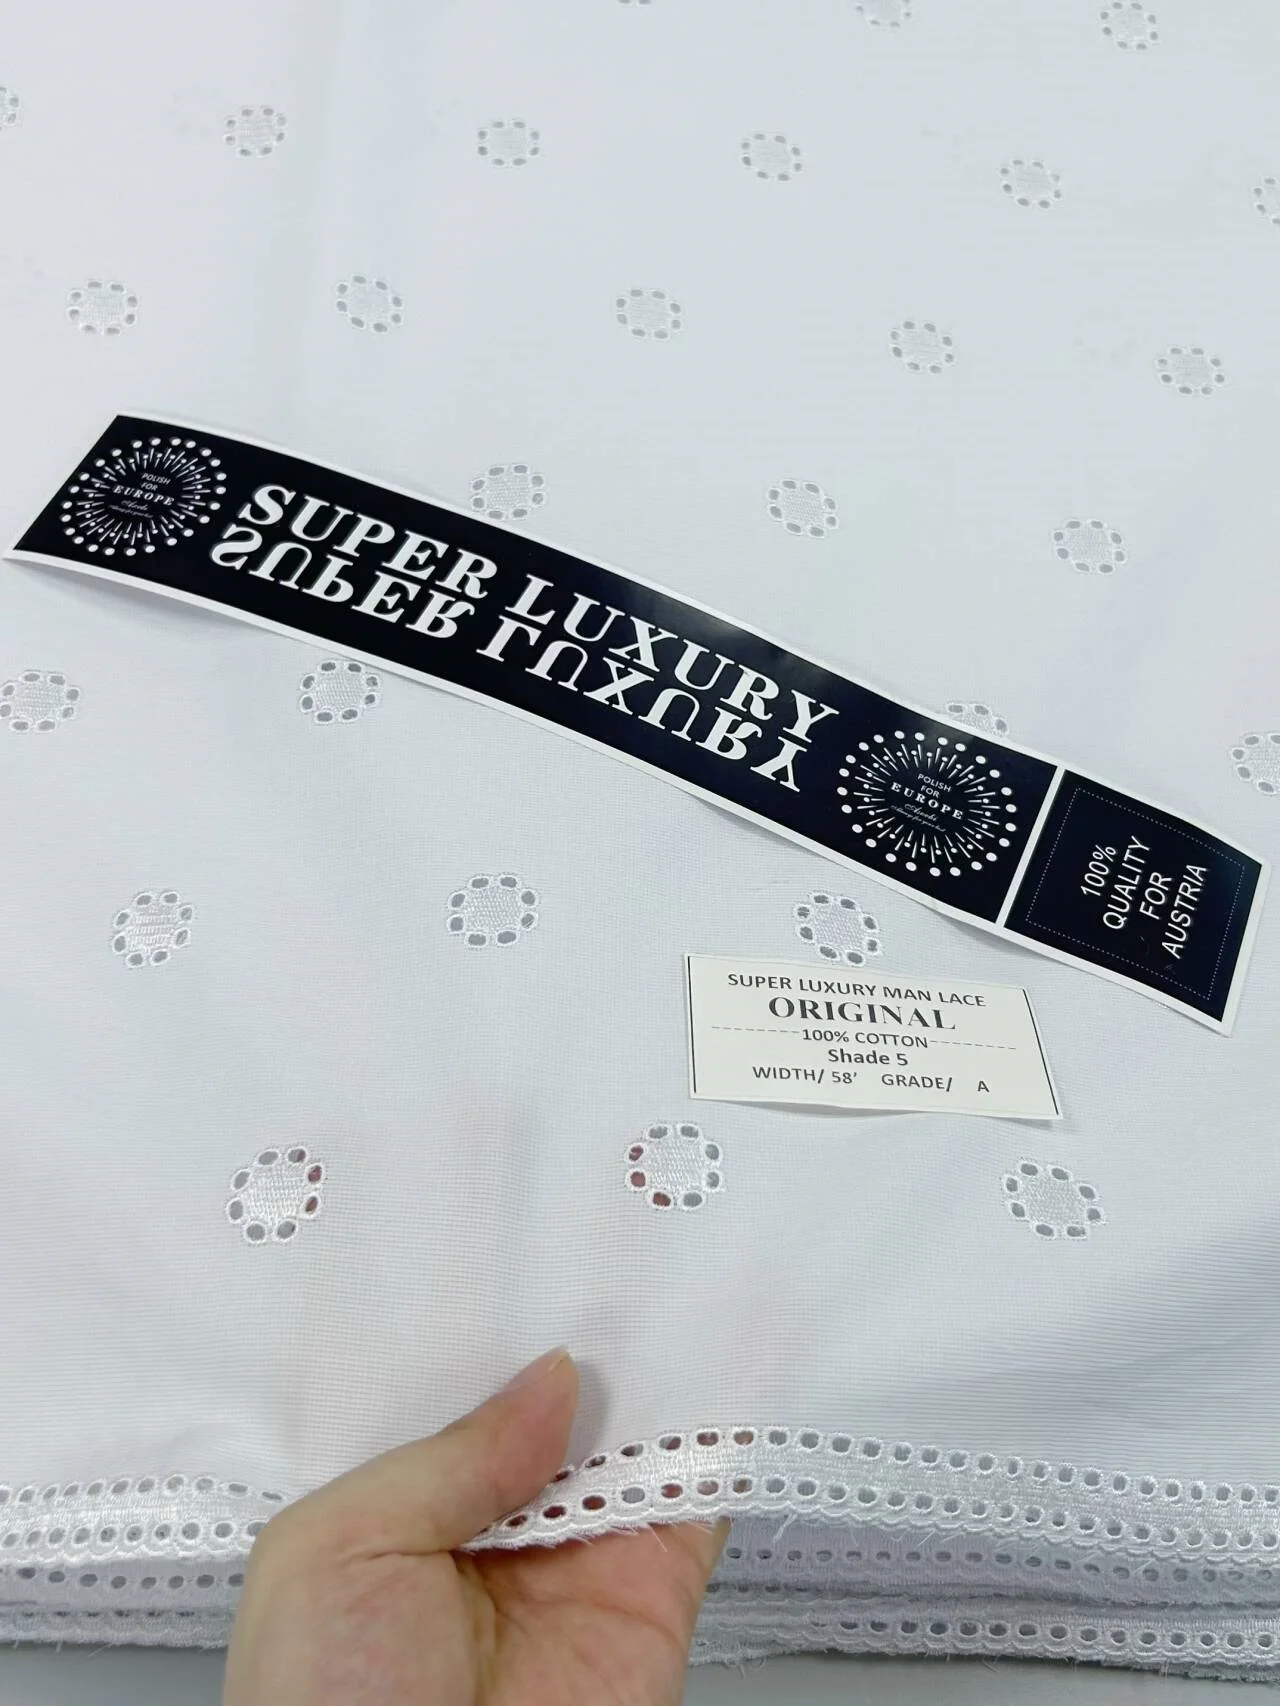 POLISH
FOR
EUROPE
SUPER LUXURY
SUPER LUXURY
POLISH
FOR
EUROPE
100%
QUALITY
FOR
AUSTRIA
SUPER LUXURY MAN LACE
ORIGINAL
--------100% COTTON--------
Shade 5
WIDTH/ 58' GRADE/ A